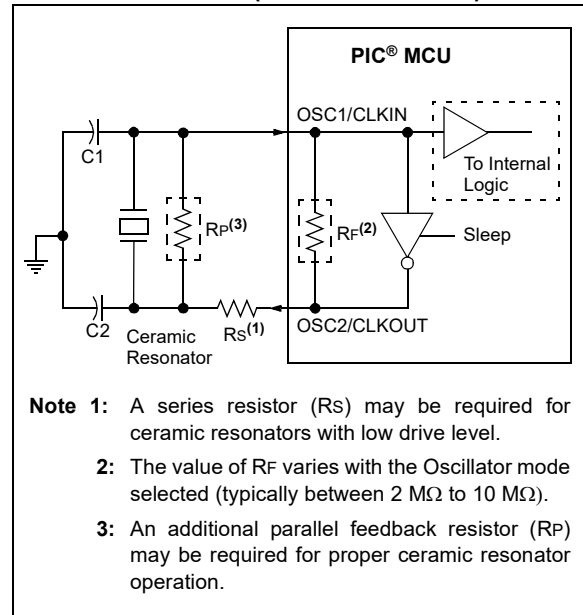 PIC® MCU
OSC1/CLKIN
C1
To Internal
Logic
RP(3)
RF(2)
Sleep
C2
Ceramic
Resonator
RS(1)
OSC2/CLKOUT
Note 1: A series resistor (RS) may be required for
ceramic resonators with low drive level.
2: The value of RF varies with the Oscillator mode
selected (typically between 2 MΩ to 10 MΩ).
3: An additional parallel feedback resistor (RP)
may be required for proper ceramic resonator
operation.